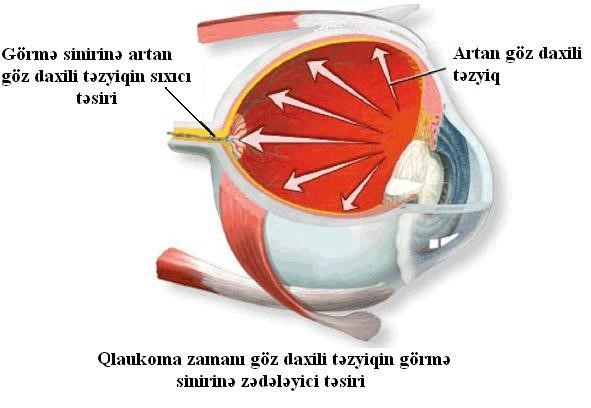 Görmə sinirinə artan
göz daxili təzyiqin sıxıcı
təsiri
Artan göz daxili
təzyiq
Qlaukoma zamanı göz daxili təzyiqin görmə
sinirinə zədələyici təsiri